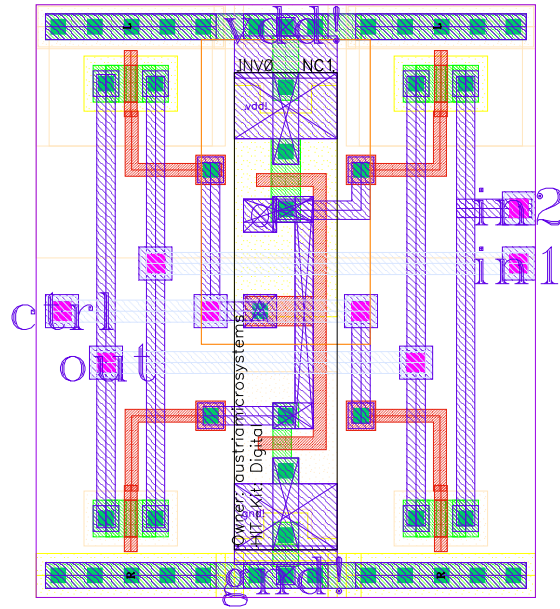 vdd!
L
L
INV0
NC1.
vdd!
in2
in1
ctrl
out
Owner: austriamicrosystems
HIT-Kit: Digital
gnd!
R
R
gnd!